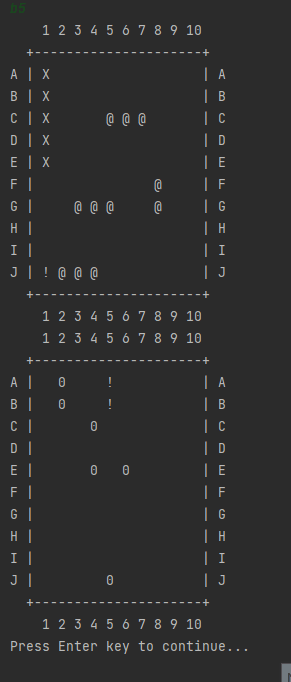 D5
    1 2 3 4 5 6 7 8 9 10
  +---------------------+
A | X                   | A
B | X                   | B
C | X       @ @ @       | C
D | X                   | D
E | X                   | E
F |               @     | F
G |     @ @ @     @     | G
H |                     | H
I |                     | I
J | ! @ @ @             | J
  +---------------------+
    1 2 3 4 5 6 7 8 9 10
    1 2 3 4 5 6 7 8 9 10
  +---------------------+
A |   0     !           | A
B |   0     !           | B
C |       0             | C
D |                     | D
E |       0   0         | E
F |                     | F
G |                     | G
H |                     | H
I |                     | I
J |         0           | J
  +---------------------+
    1 2 3 4 5 6 7 8 9 10
Press Enter key to continue...